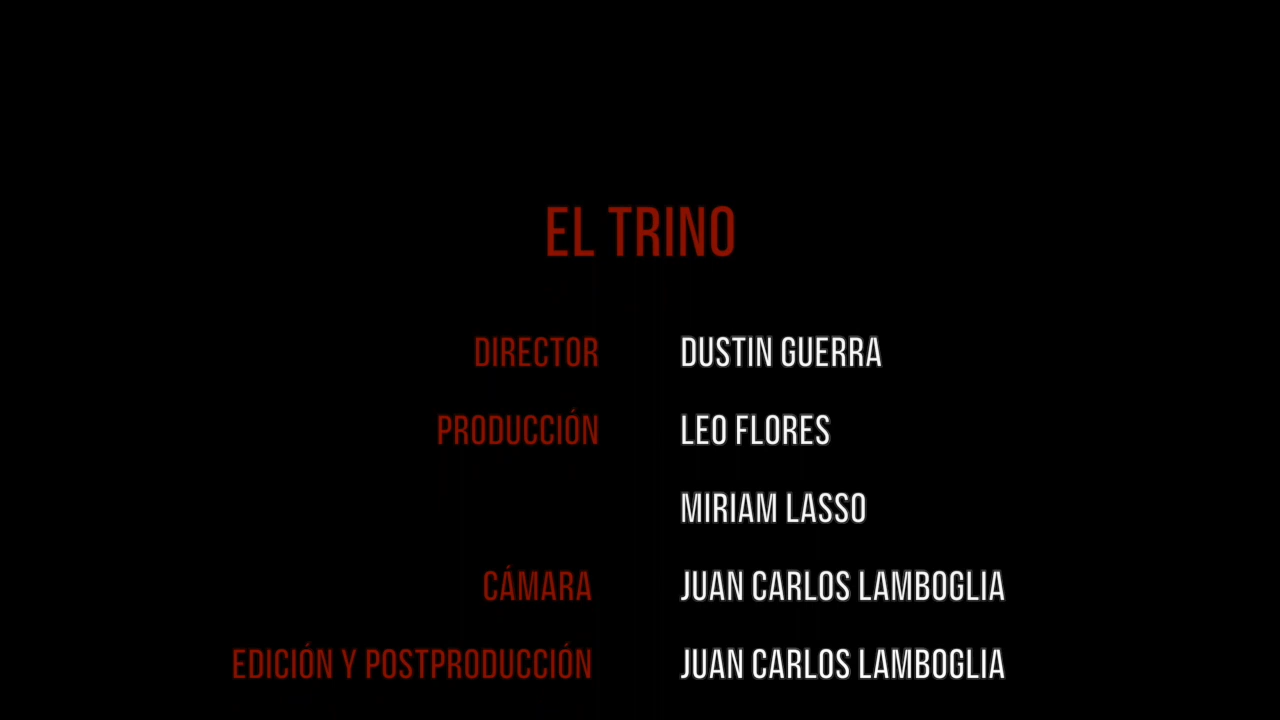 EL TRINO
DIRECTOR DUSTIN GUERRA
PRODUCCIÓN LEO FLORES
MIRIAM LASSO
CÁMARA JUAN CARLOS LAMBOGLIA
EDICIÓN Y POSTPRODUCCIÓN JUAN CARLOS LAMBOGLIA